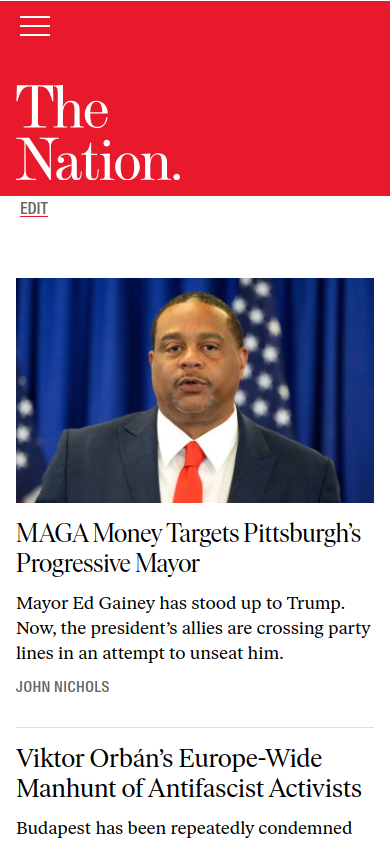 The
Nation.
EDIT
MAGA Money Targets Pittsburgh’s
Progressive Mayor
Mayor Ed Gainey has stood up to Trump.
Now, the president’s allies are crossing party
lines in an attempt to unseat him.
JOHN NICHOLS
Viktor Orbán’s Europe-Wide
Manhunt of Antifascist Activists
Budapest has been repeatedly condemned